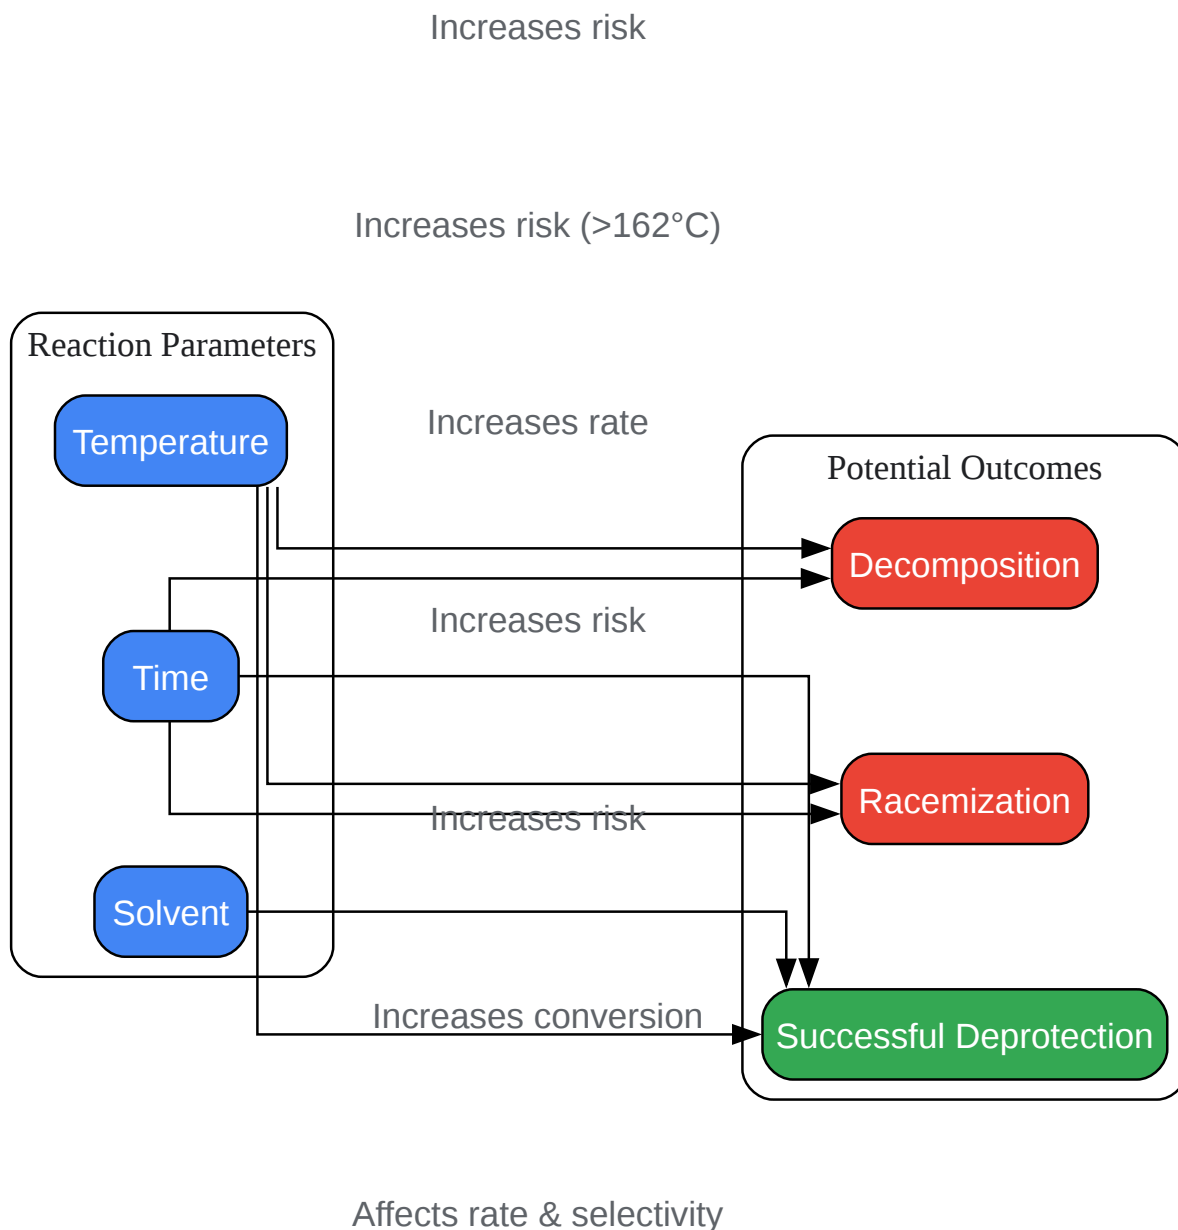 Increases risk
Increases risk (>162°C)
Reaction Parameters
Temperature
Increases rate
Potential Outcomes
Decomposition
Increases risk
Time
Racemization
Increases risk
Solvent
Increases conversion
Successful Deprotection
Affects rate & selectivity